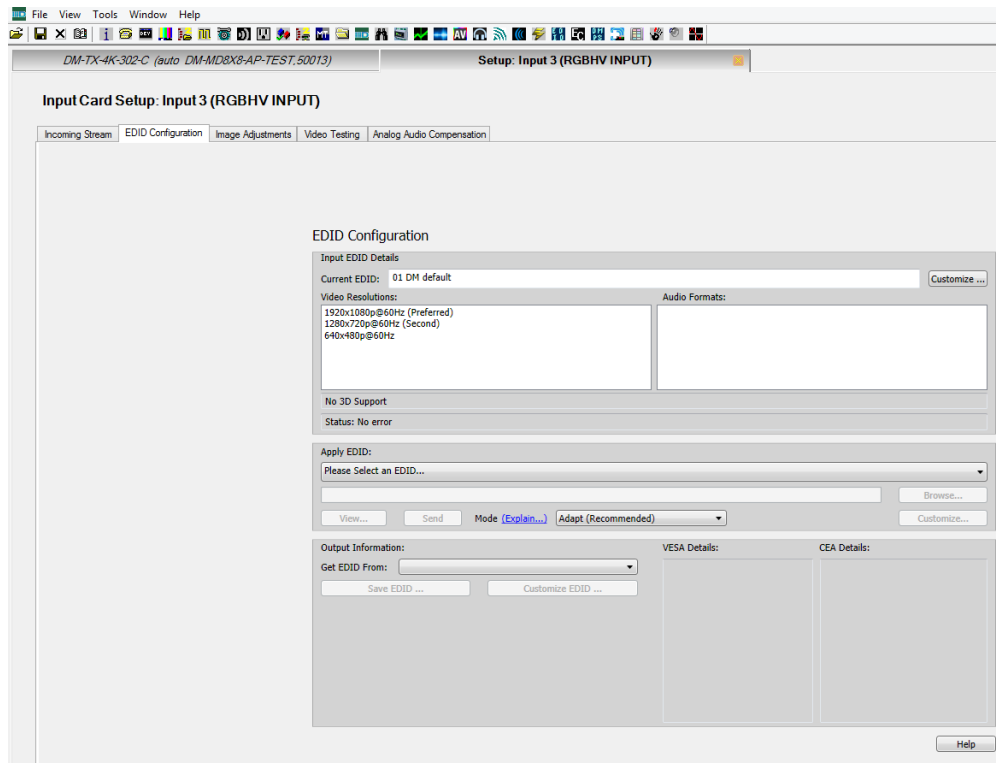 File View Tools Window Help
DM-TX-4K-302-C (auto DM-MD8X8-AP-TEST,50013) Setup: Input 3 (RGBHV INPUT)
Input Card Setup: Input 3 (RGBHV INPUT)
Incoming Stream EDID Configuration Image Adjustments Video Testing Analog Audio Compensation
EDID Configuration
Input EDID Details
Current EDID: 01 DM default Customize ...
Video Resolutions: Audio Formats:
1920x1080p@60Hz (Preferred)
1280x720p@60Hz (Second)
640x480p@60Hz
No 3D Support
Status: No error
Apply EDID:
Please Select an EDID...
Browse...
View... Send Mode (Explain...) Adapt (Recommended) Customize...
Output Information: VESA Details: CEA Details:
Get EDID From:
Save EDID ... Customize EDID ...
Help